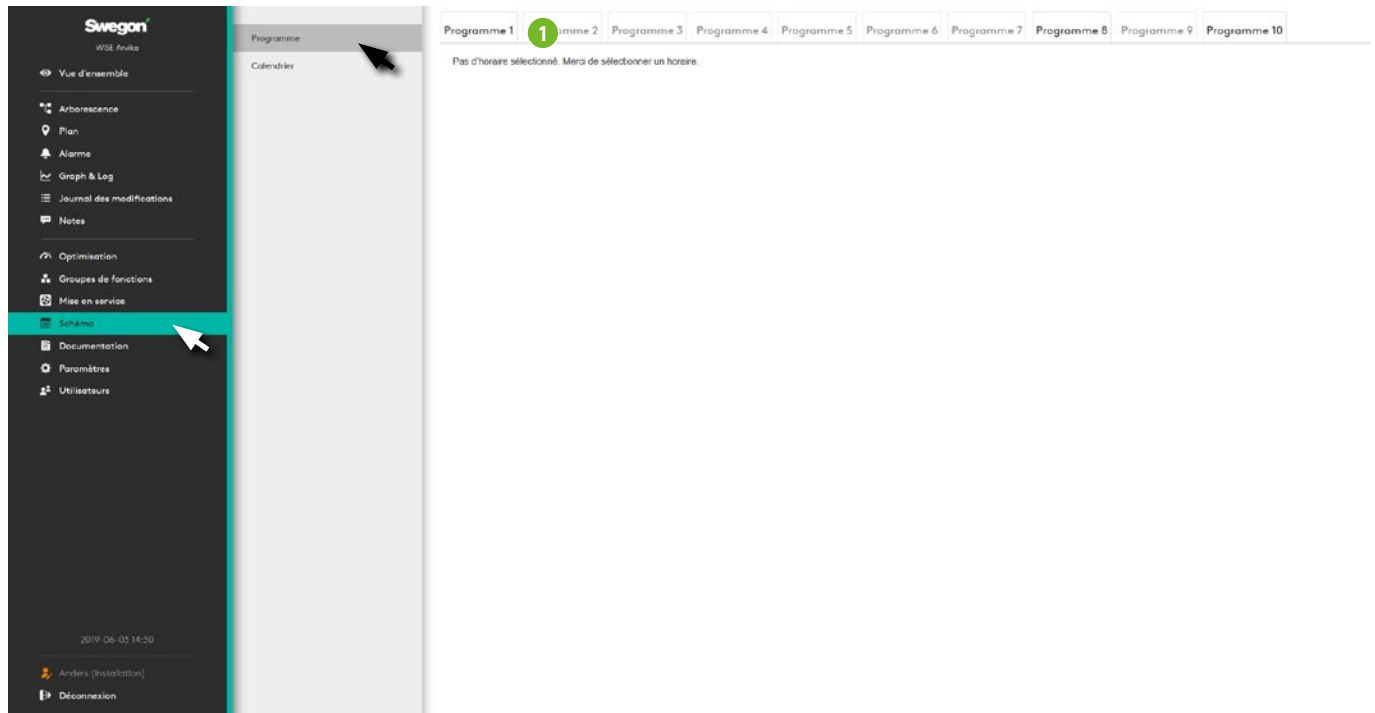 Swegon
WISE Arvika
Vue d'ensemble
Arborescence
Plan
Alarme
Graph & Log
Journal des modifications
Notes
Optimisation
Groupes de fonctions
Mise en service
Schéma
Documentation
Paramètres
Utilisateurs
2019-06-03 14:30
Anders (Installation)
Déconnexion
Programme
Calendrier
Programme 1 1 mme 2 Programme 3 Programme 4 Programme 5 Programme 6 Programme 7 Programme 8 Programme 9 Programme 10
Pas d'horaire sélectionné. Merci de sélectionner un horaire.